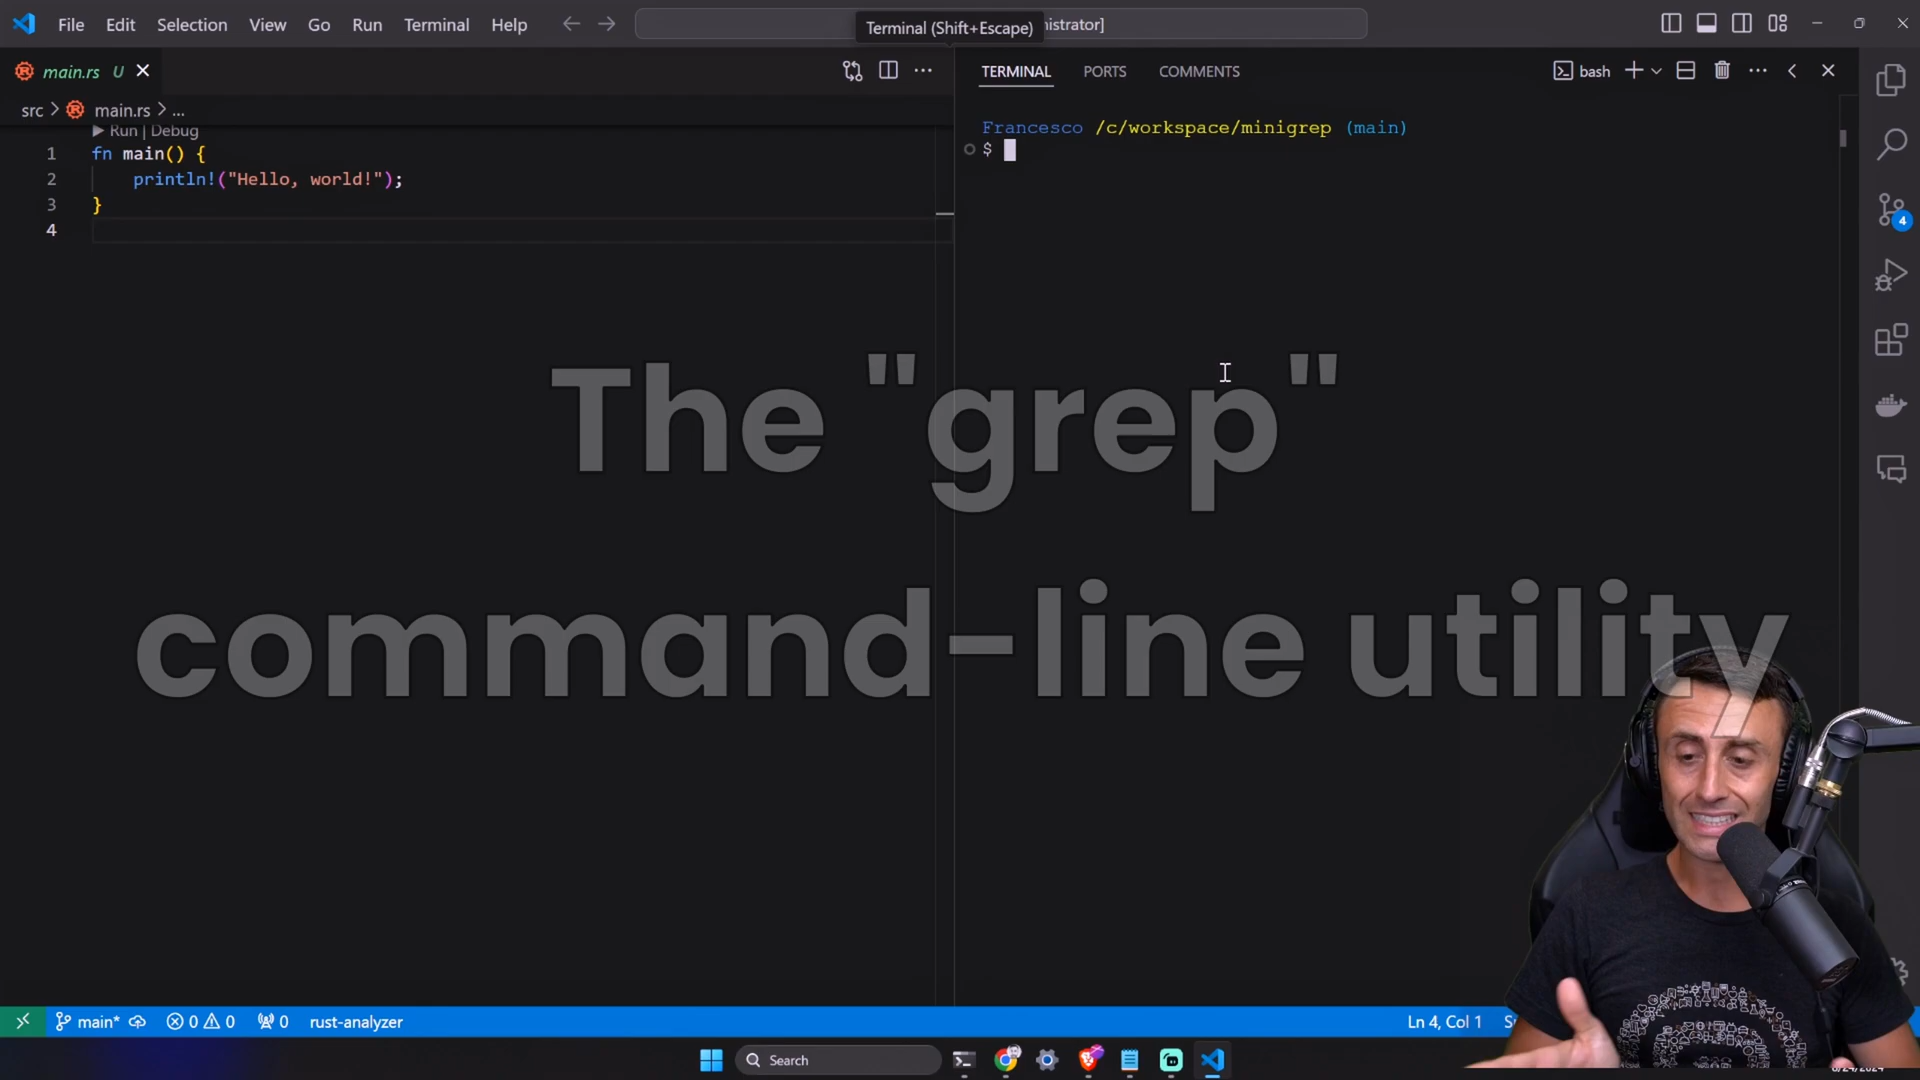 File Edit Selection View Go Run Terminal Help
Terminal (Shift+Escape)
nistrator]
main.rs U
TERMINAL PORTS COMMENTS
bash
src > main.rs > ...
Run | Debug
1 fn main() {
2 println!("Hello, world!");
3 }
4
Francesco /c/workspace/minigrep (main)
$
4
The "grep"
command-line utility
main* 0 0 0 rust-analyzer
Ln 4, Col 1
Search